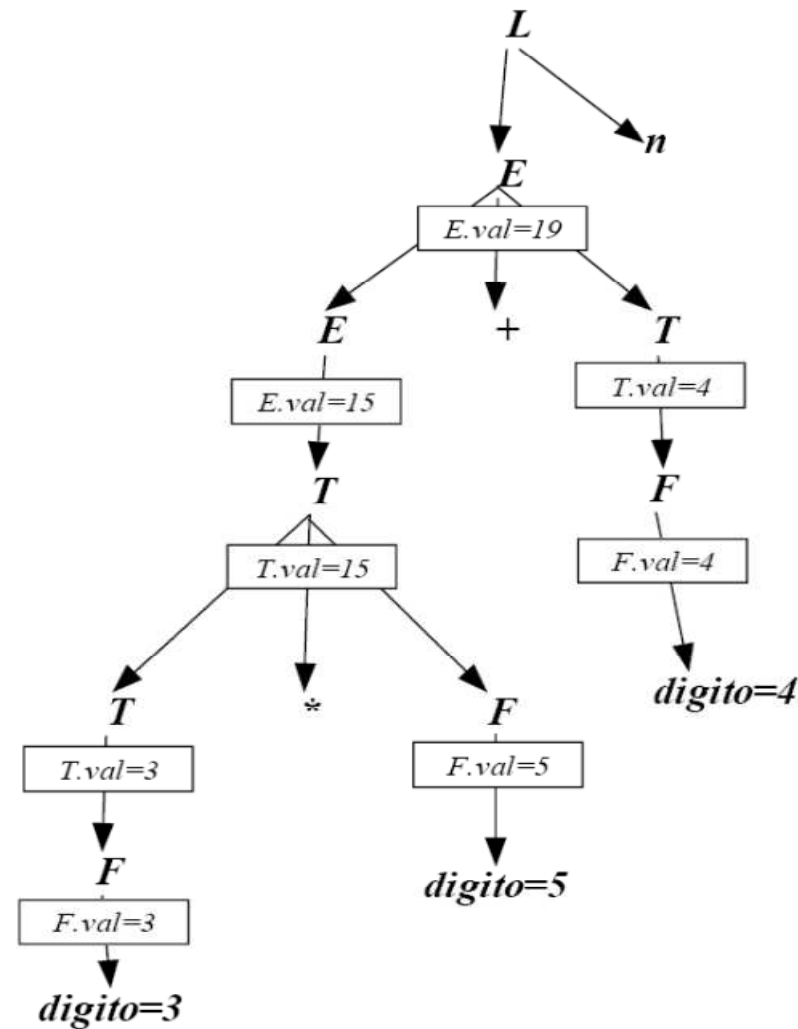 L
n
E
E.val=19
E + T
E.val=15 T.val=4
T F
T.val=15 F.val=4
T * F digito=4
T.val=3 F.val=5
F digito=5
F.val=3
digito=3